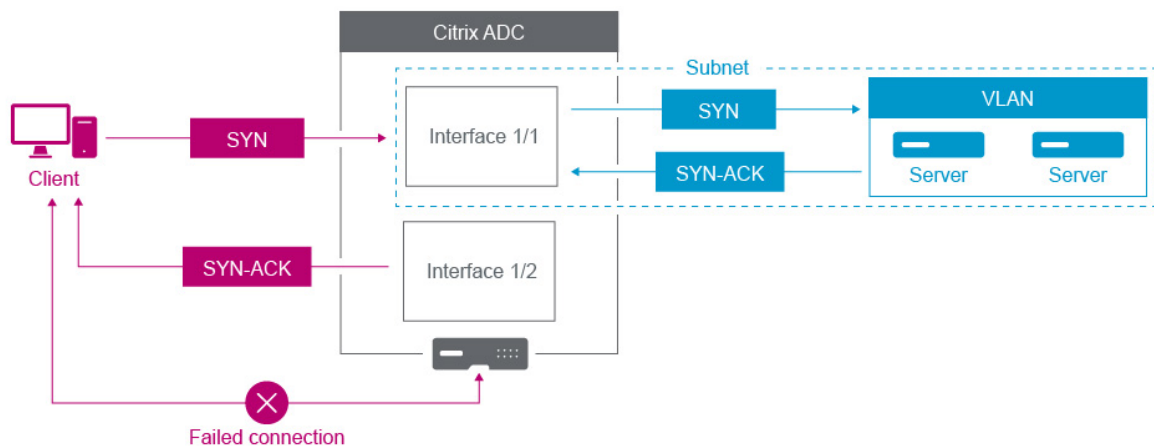 Citrix ADC
Subnet
SYN
Interface 1/1
SYN
VLAN
SYN-ACK
Server
Server
Client
SYN-ACK
Interface 1/2
Failed connection